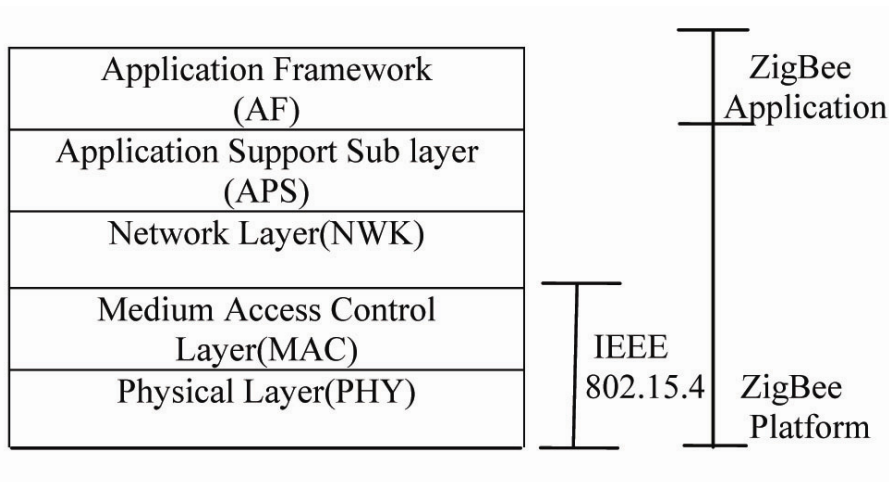 Application Framework
(AF)
Application Support Sub layer
(APS)
Network Layer(NWK)
Medium Access Control
Layer(MAC)
Physical Layer(PHY)
IEEE
802.15.4
ZigBee
Application
ZigBee
Platform